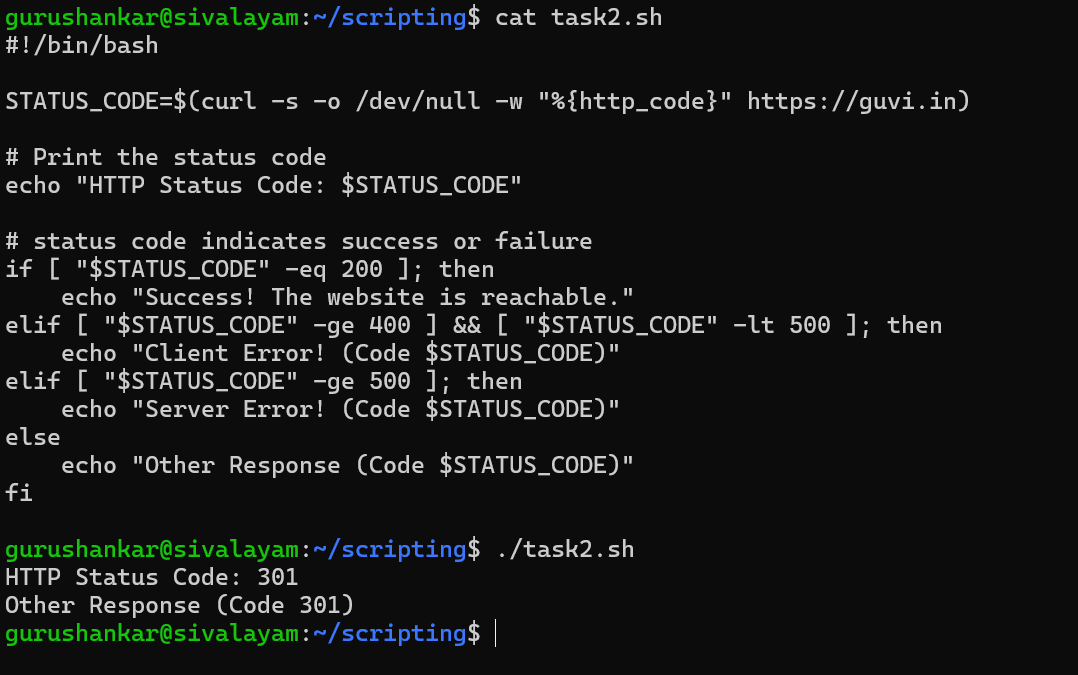 gurushankar@sivalayam:~/scripting$ cat task2.sh
#!/bin/bash

STATUS_CODE=$(curl -s -o /dev/null -w "%{http_code}" https://guvi.in)

# Print the status code
echo "HTTP Status Code: $STATUS_CODE"

# status code indicates success or failure
if [ "$STATUS_CODE" -eq 200 ]; then
    echo "Success! The website is reachable."
elif [ "$STATUS_CODE" -ge 400 ] && [ "$STATUS_CODE" -lt 500 ]; then
    echo "Client Error! (Code $STATUS_CODE)"
elif [ "$STATUS_CODE" -ge 500 ]; then
    echo "Server Error! (Code $STATUS_CODE)"
else
    echo "Other Response (Code $STATUS_CODE)"
fi

gurushankar@sivalayam:~/scripting$ ./task2.sh
HTTP Status Code: 301
Other Response (Code 301)
gurushankar@sivalayam:~/scripting$